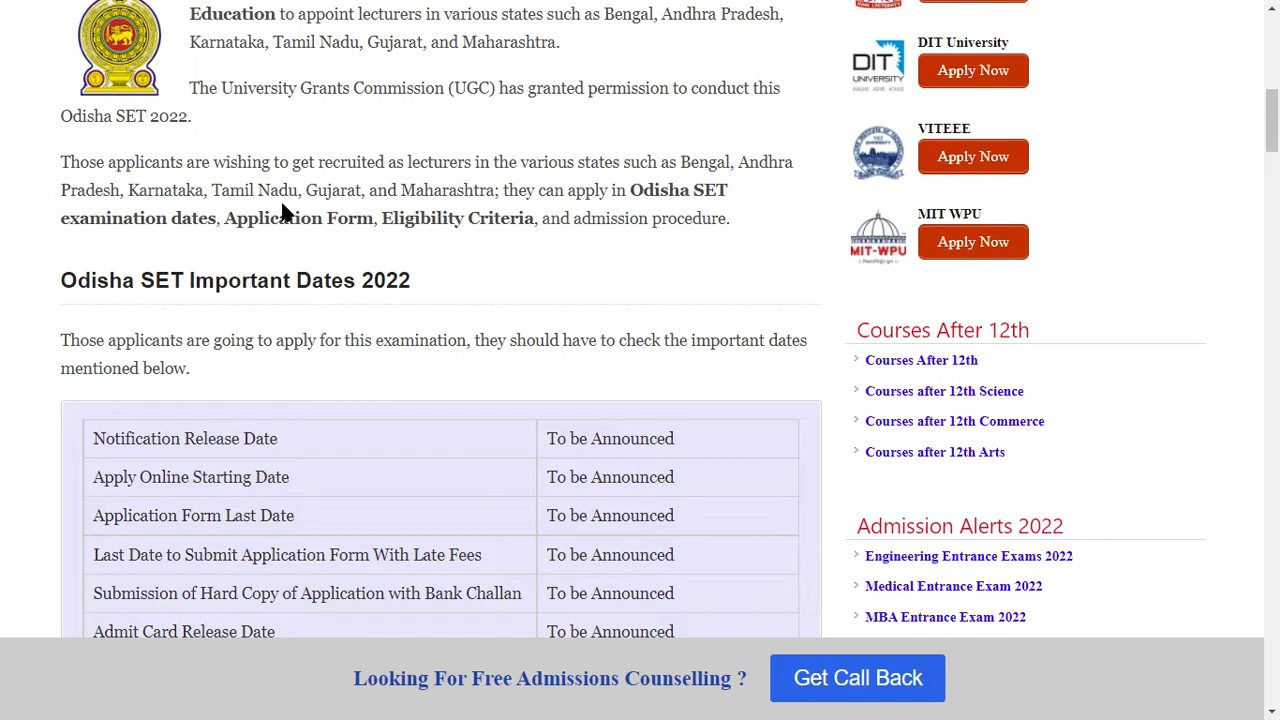 Education to appoint lecturers in various states such as Bengal, Andhra Pradesh,
Karnataka, Tamil Nadu, Gujarat, and Maharashtra.
The University Grants Commission (UGC) has granted permission to conduct this
Odisha SET 2022.
Those applicants are wishing to get recruited as lecturers in the various states such as Bengal, Andhra
Pradesh, Karnataka, Tamil Nadu, Gujarat, and Maharashtra; they can apply in Odisha SET
examination dates, Application Form, Eligibility Criteria, and admission procedure.
Odisha SET Important Dates 2022
Those applicants are going to apply for this examination, they should have to check the important dates
mentioned below.
Notification Release Date To be Announced
Apply Online Starting Date To be Announced
Application Form Last Date To be Announced
Last Date to Submit Application Form With Late Fees To be Announced
Submission of Hard Copy of Application with Bank Challan To be Announced
Admit Card Release Date To be Announced
DIT University
DIT
UNIVERSITY
Apply Now
VITEEE
Apply Now
MIT WPU
MIT-WPU
Apply Now
Courses After 12th
Courses After 12th
Courses after 12th Science
Courses after 12th Commerce
Courses after 12th Arts
Admission Alerts 2022
Engineering Entrance Exams 2022
Medical Entrance Exam 2022
MBA Entrance Exam 2022
Looking For Free Admissions Counselling ? Get Call Back